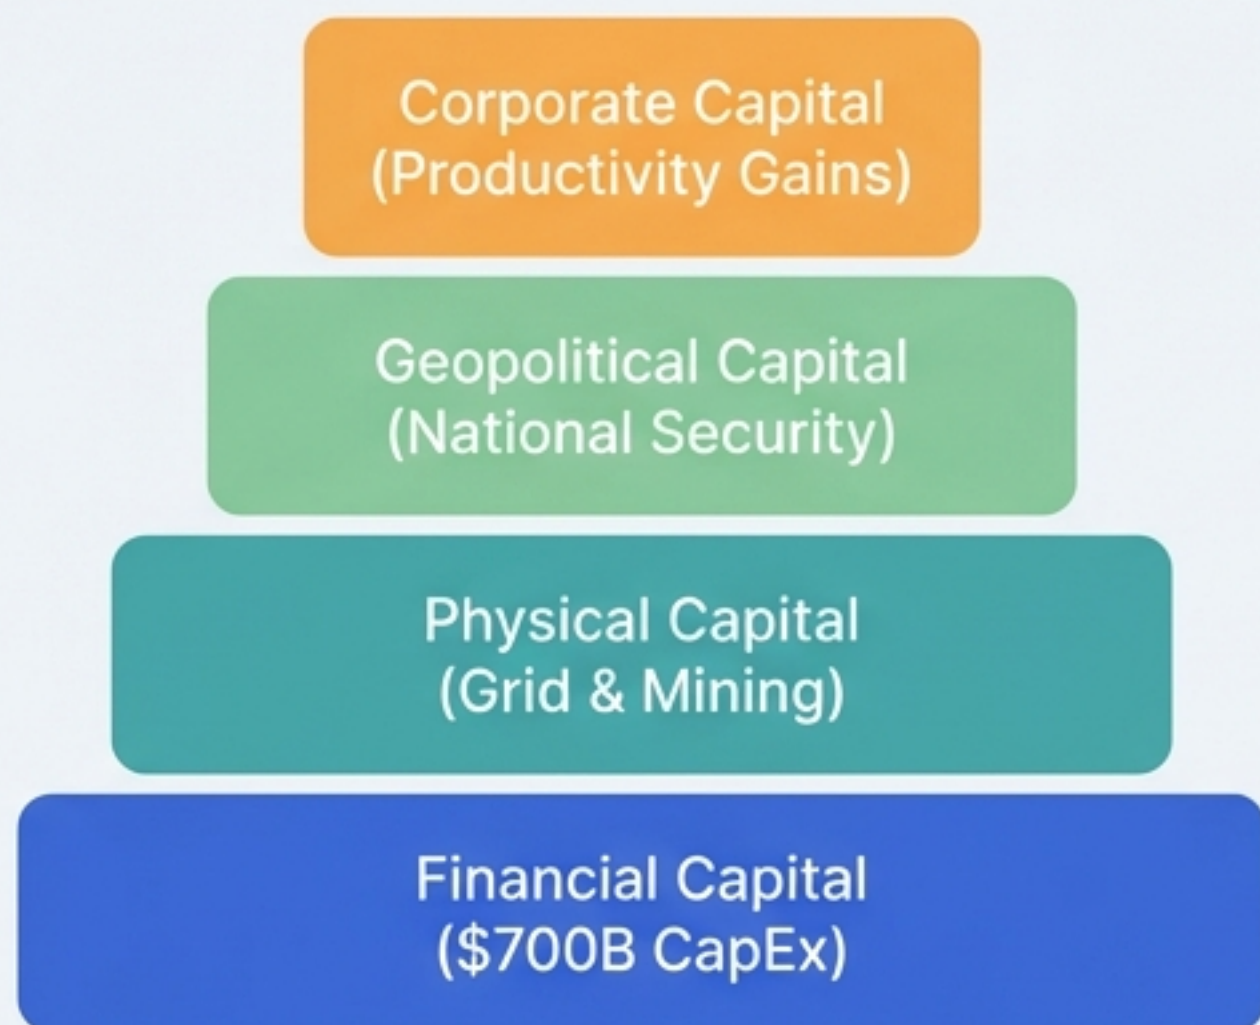 Corporate Capital
(Productivity Gains)
Geopolitical Capital
(National Security)
Physical Capital
(Grid & Mining)
Financial Capital
($700B CapEx)